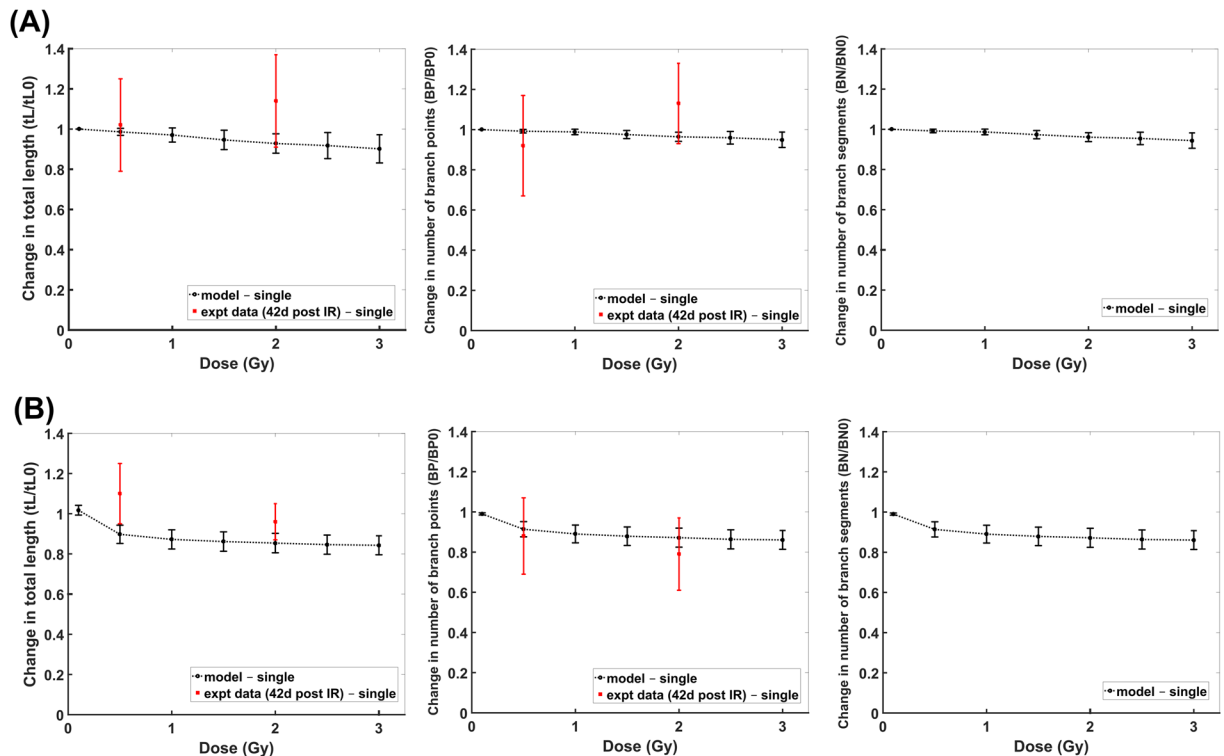 (A)
Change in total length (tL/tL0)
1.4
1.2
1
0.8
0.6
0.4
0.2
0
0 1 2 3
Dose (Gy)
model – single
expt data (42d post IR) – single
Change in number of branch points (BP/BP0)
1.4
1.2
1
0.8
0.6
0.4
0.2
0
0 1 2 3
Dose (Gy)
model – single
expt data (42d post IR) – single
Change in number of branch segments (BN/BN0)
1.4
1.2
1
0.8
0.6
0.4
0.2
0
0 1 2 3
Dose (Gy)
model – single
(B)
Change in total length (tL/tL0)
1.4
1.2
1
0.8
0.6
0.4
0.2
0
0 1 2 3
Dose (Gy)
model – single
expt data (42d post IR) – single
Change in number of branch points (BP/BP0)
1.4
1.2
1
0.8
0.6
0.4
0.2
0
0 1 2 3
Dose (Gy)
model – single
expt data (42d post IR) – single
Change in number of branch segments (BN/BN0)
1.4
1.2
1
0.8
0.6
0.4
0.2
0
0 1 2 3
Dose (Gy)
model – single